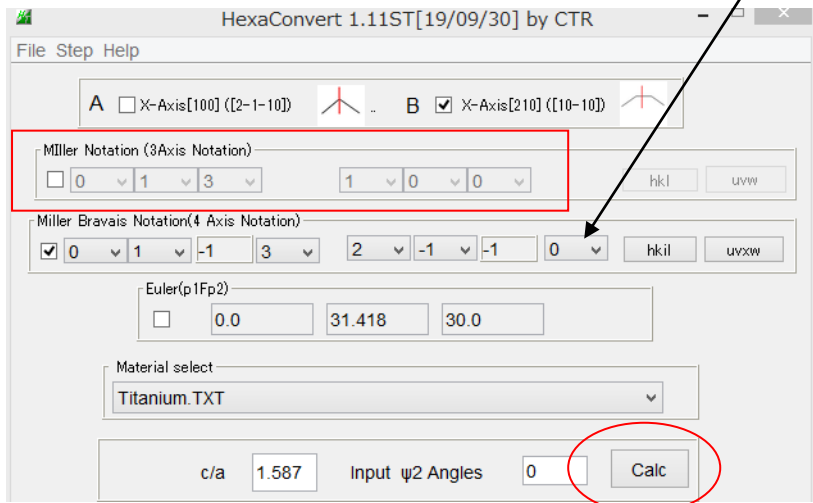 HexaConvert 1.11ST[19/09/30] by CTR
File Step Help
A X-Axis[100] ([2-1-10]) .. B X-Axis[210] ([10-10])
MIller Notation (3Axis Notation)
0 1 3 1 0 0 hkl uvw
Miller Bravais Notation(4 Axis Notation)
0 1 -1 3 2 -1 -1 0 hkil uvxw
Euler(p1Fp2)
0.0 31.418 30.0
Material select
Titanium.TXT
c/a 1.587 Input ψ2 Angles 0 Calc